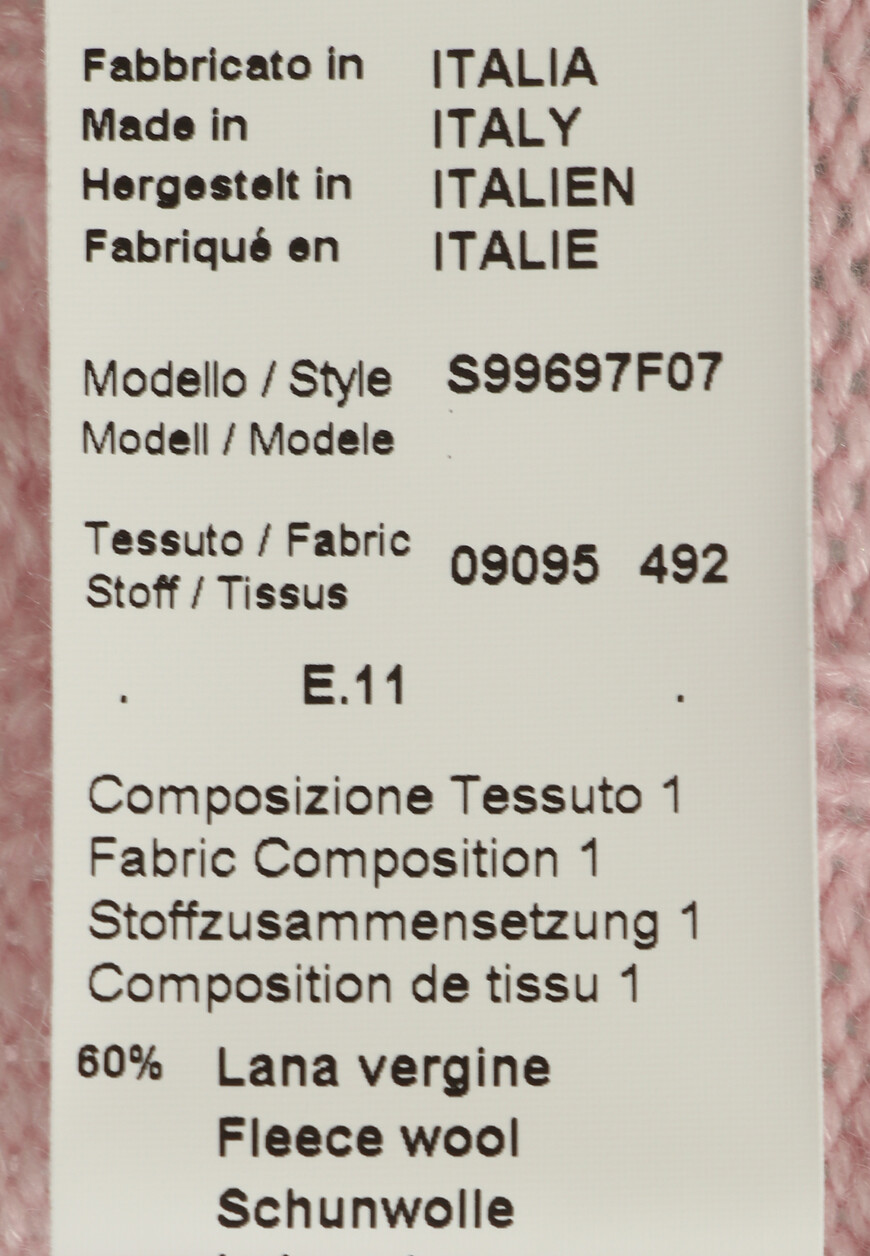 Fabbricato in ITALIA
Made in ITALY
Hergestelt in ITALIEN
Fabriqué en ITALIE
Modello / Style S99697F07
Modell / Modele
Tessuto / Fabric 09095 492
Stoff / Tissus
. E.11 .
Composizione Tessuto 1
Fabric Composition 1
Stoffzusammensetzung 1
Composition de tissu 1
60% Lana vergine
Fleece wool
Schunwolle